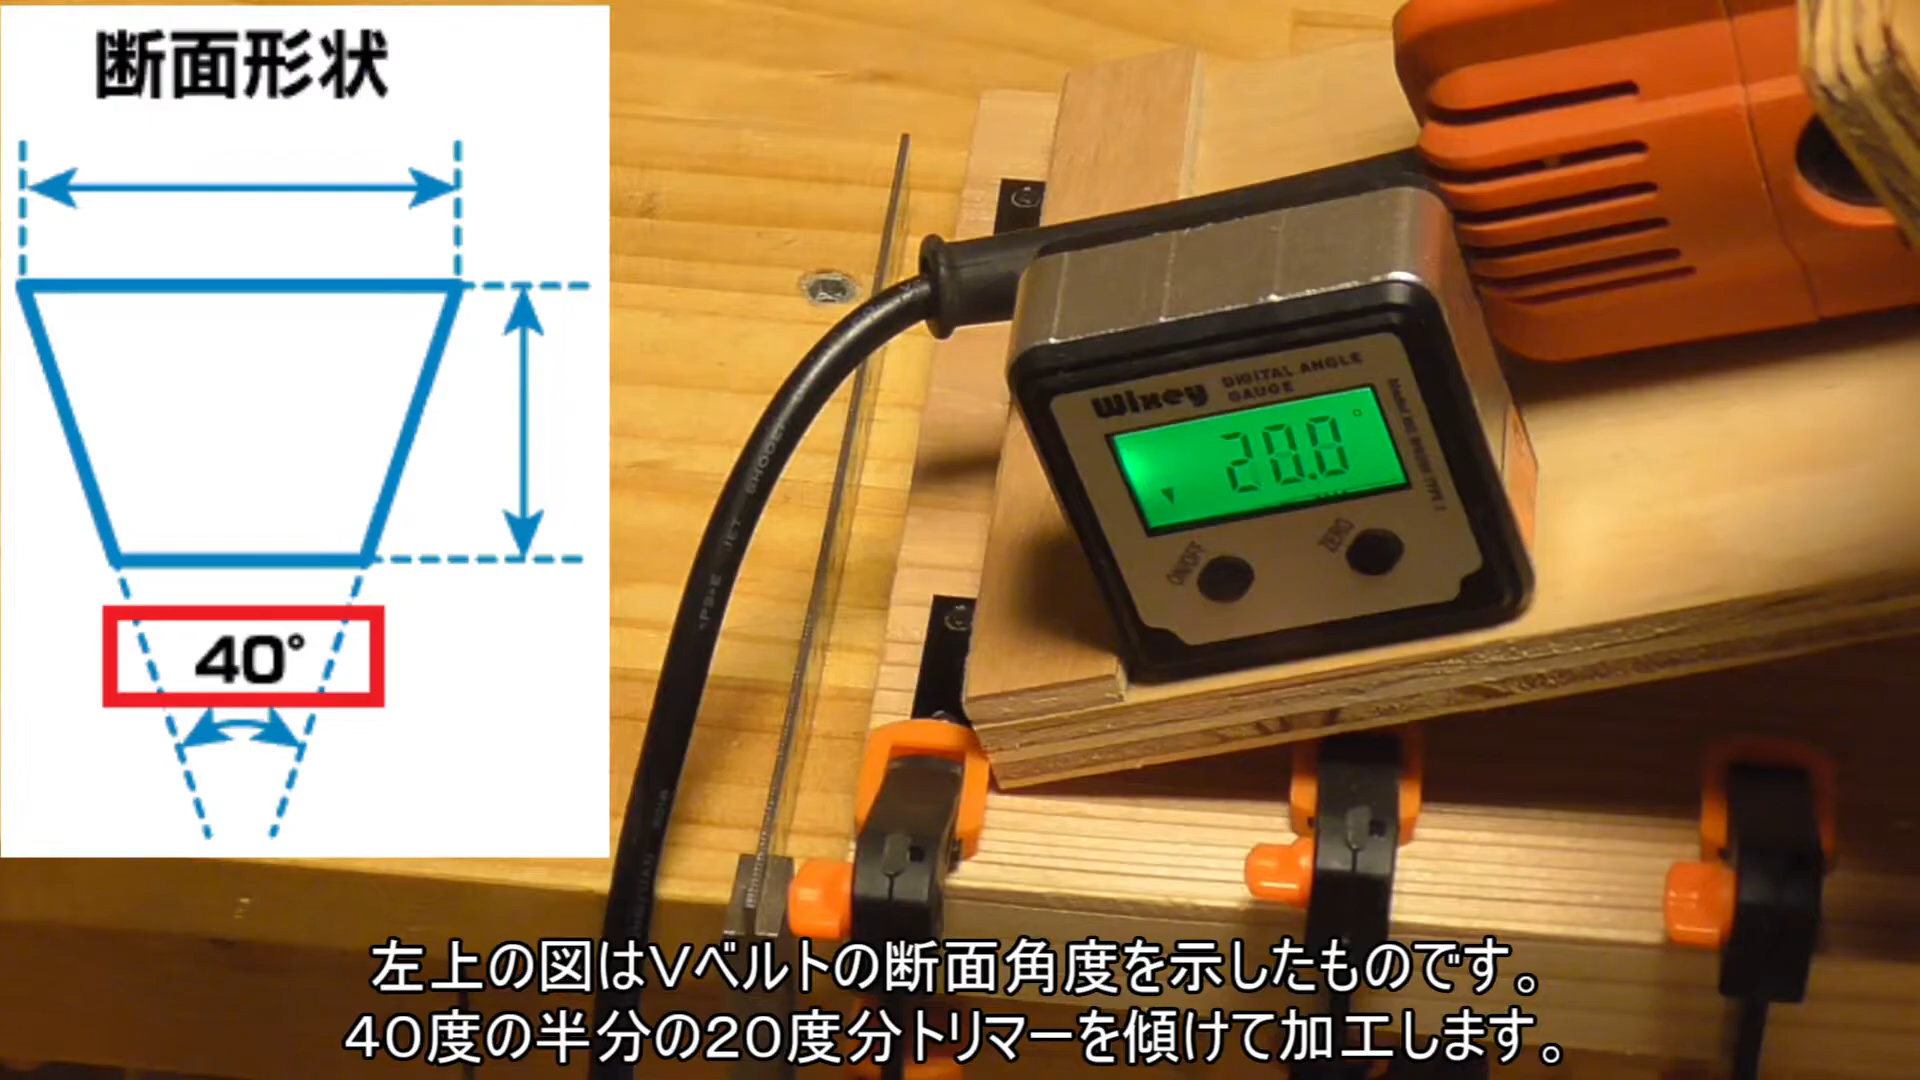 断面形状
40°
Wixey
DIGITAL ANGLE
GAUGE
ON/OFF
ZERO
左上の図はVベルトの断面角度を示したものです。
40度の半分の20度分トリマーを傾けて加工します。